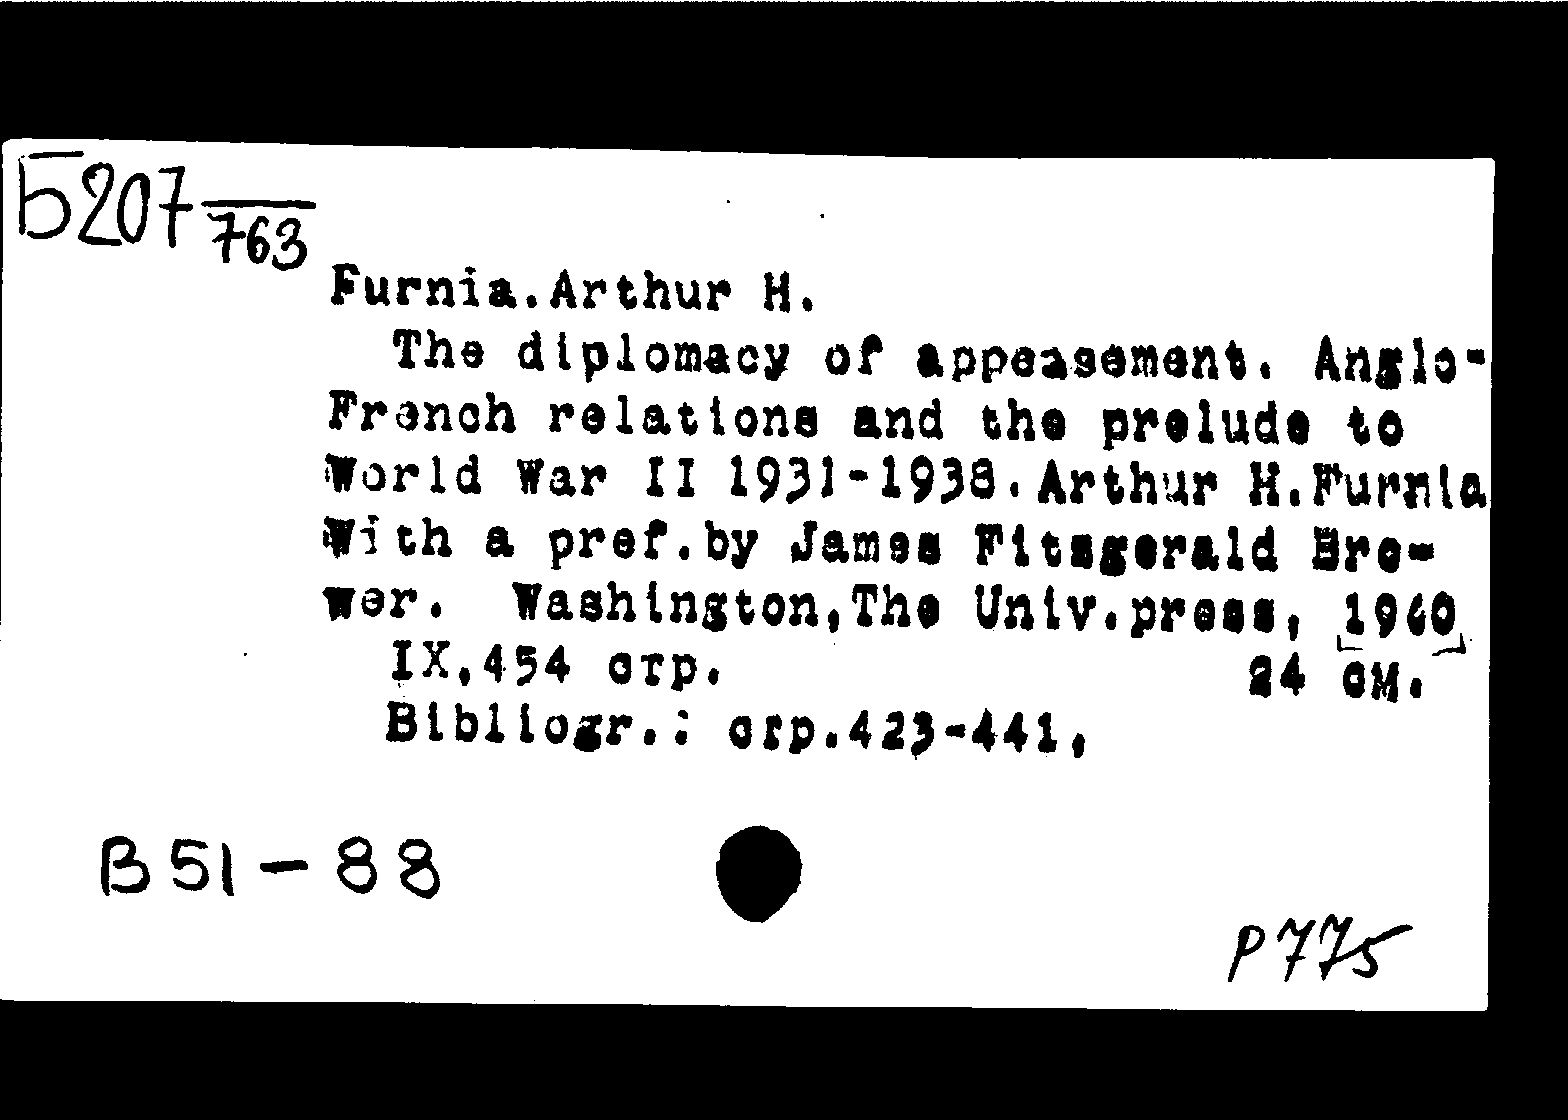 Б207
763
Furnia.Arthur H.
The diplomacy of appeasement. Anglo-
French relations and the prelude to
World War II 1931-1938.Arthur H.Furnia
With a pref.by James Fitzgerald Bre-
wer. Washington,The Univ.press, 1960
IX,454 стр. 24 см.
Bibliogr.: стр.423-441.
B51-88
P775